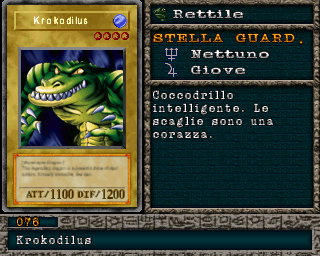 Krokodilus
ATT/1100 DIF/1200
Rettile
STELLA GUARD.
Nettuno
Giove
Coccodrillo
intelligente. Le
scaglie sono una
corazza.
076
Krokodilus